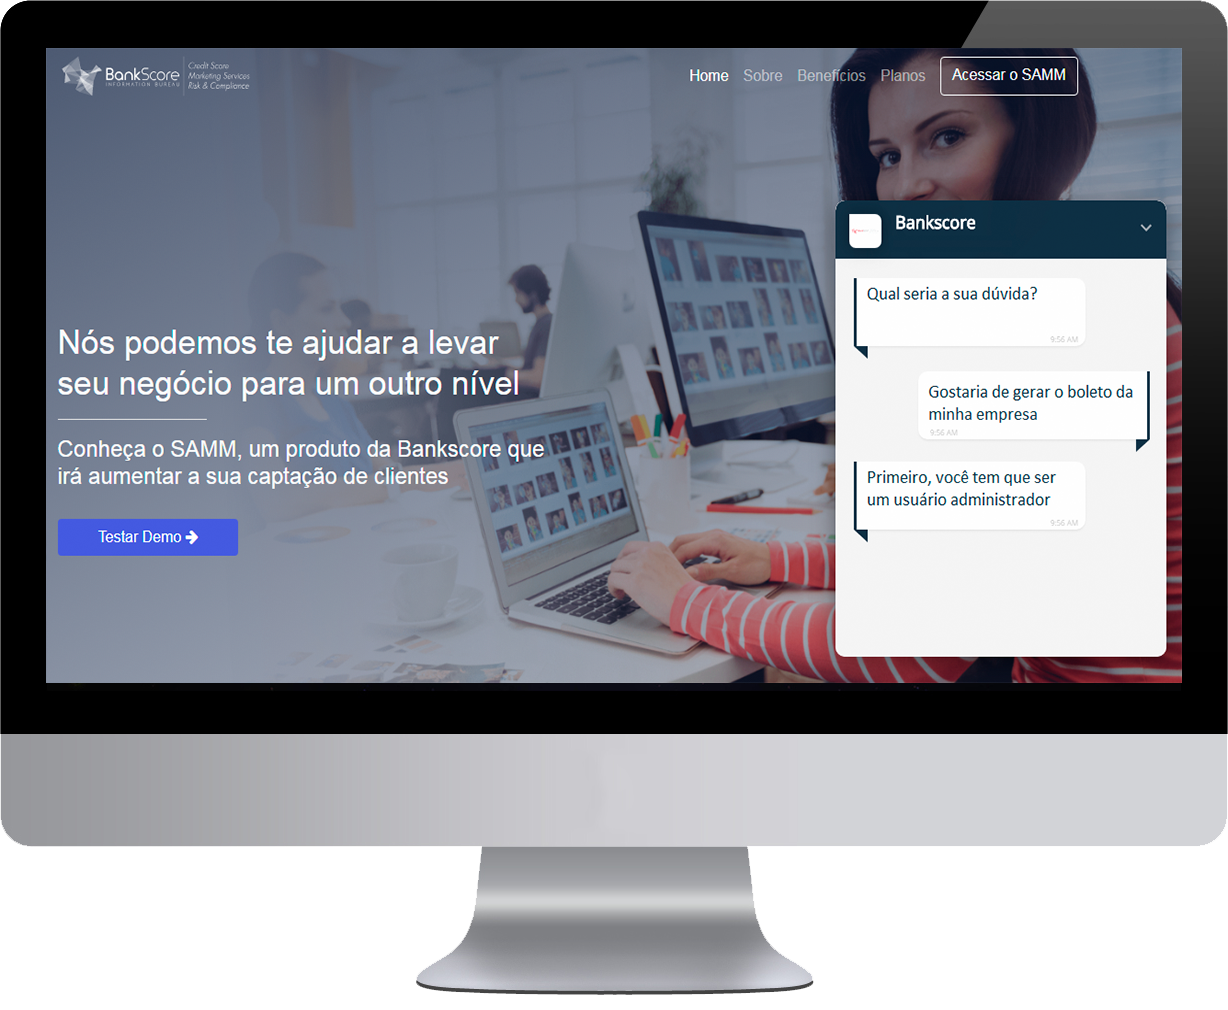 BankScore
INFORMATION BUREAU
Credit Score
Marketing Services
Risk & Compliance
Home Sobre Benefícios Planos Acessar o SAMM
Nós podemos te ajudar a levar
seu negócio para um outro nível
Conheça o SAMM, um produto da Bankscore que
irá aumentar a sua captação de clientes
Testar Demo
Bankscore
Qual seria a sua dúvida?
9:56 AM
Gostaria de gerar o boleto da
minha empresa
9:56 AM
Primeiro, você tem que ser
um usuário administrador
9:56 AM